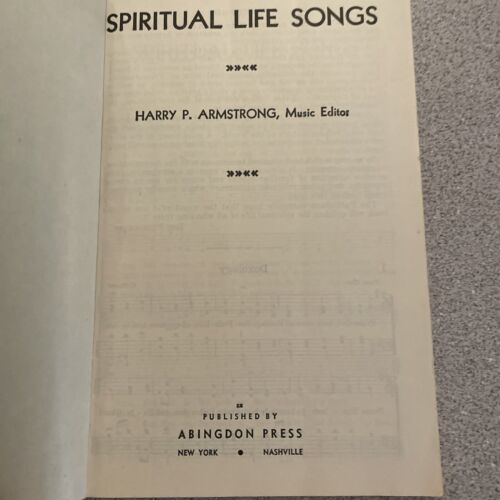 SPIRITUAL LIFE SONGS
»»««
HARRY P. ARMSTRONG, Music Editor
»»««
PUBLISHED BY
ABINGDON PRESS
NEW YORK • NASHVILLE